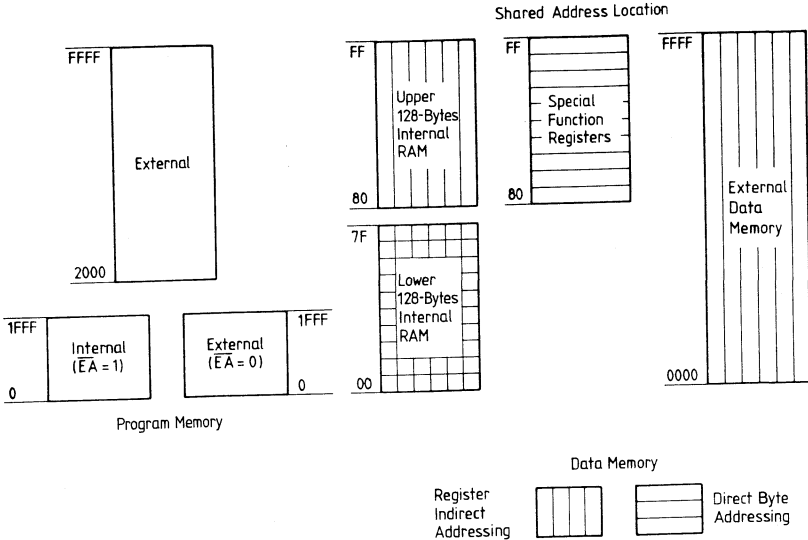 Shared Address Location
FFFF
External
2000
1FFF
Internal
(E̅A̅ = 1)
0
External
(E̅A̅ = 0)
1FFF
0
Program Memory
FF
Upper
128-Bytes
Internal
RAM
80
7F
Lower
128-Bytes
Internal
RAM
00
FF
Special
Function
Registers
80
FFFF
External
Data
Memory
0000
Data Memory
Register
Indirect
Addressing
Direct Byte
Addressing